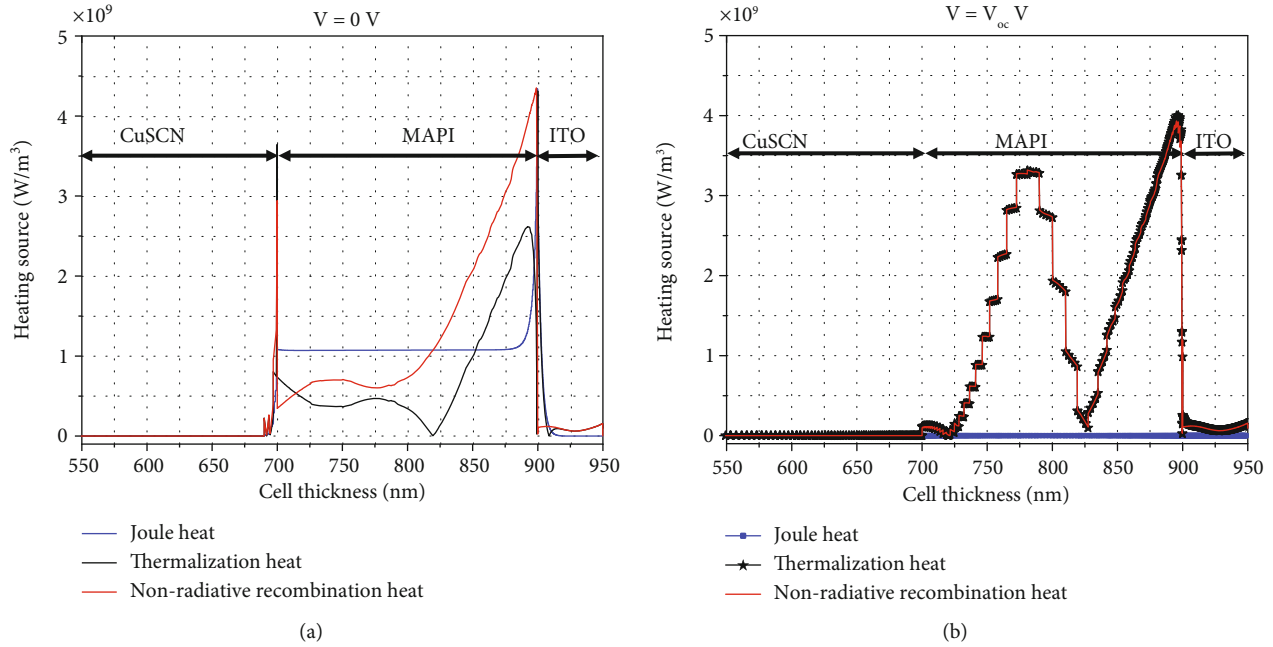 ×10⁹
V = 0 V
5
4
3
2
1
0
Heating source (W/m³)
CuSCN
MAPI
ITO
550 600 650 700 750 800 850 900 950
Cell thickness (nm)
Joule heat
Thermalization heat
Non-radiative recombination heat
(a)
×10⁹
V = Voc V
5
4
3
2
1
0
Heating source (W/m³)
CuSCN
MAPI
ITO
550 600 650 700 750 800 850 900 950
Cell thickness (nm)
Joule heat
Thermalization heat
Non-radiative recombination heat
(b)